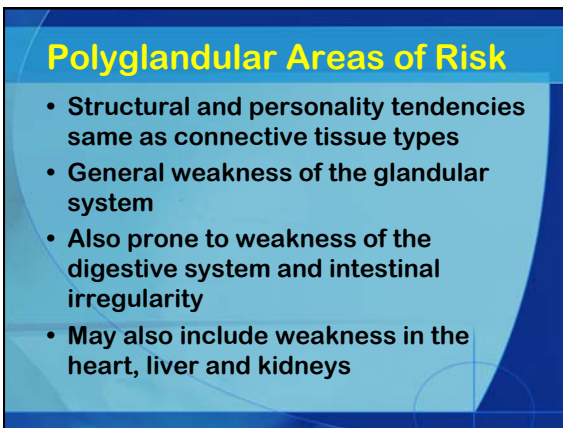 Polyglandular Areas of Risk
• Structural and personality tendencies
same as connective tissue types
• General weakness of the glandular
system
• Also prone to weakness of the
digestive system and intestinal
irregularity
• May also include weakness in the
heart, liver and kidneys